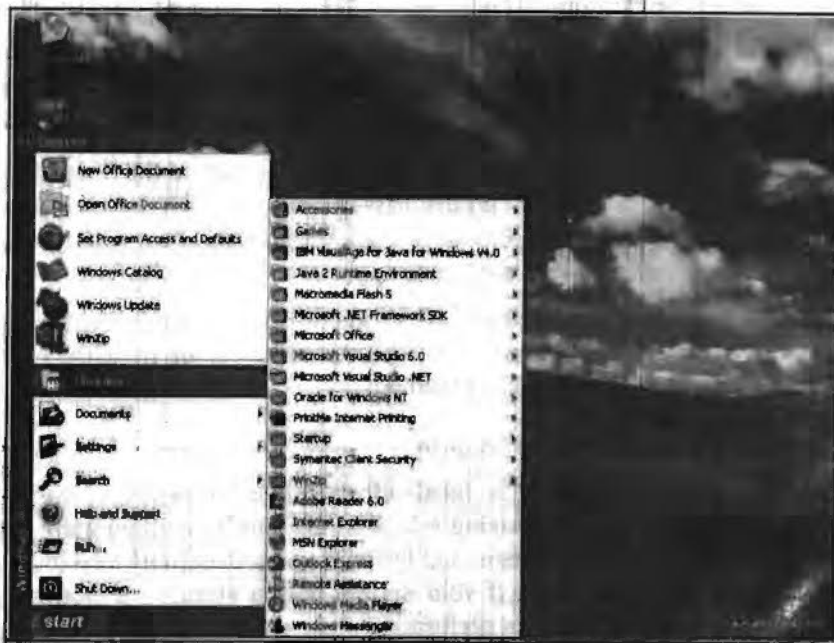 New Office Document
Open Office Document
Set Program Access and Defaults
Windows Catalog
Windows Update
WinZip
Documents
Settings
Search
Help and Support
Run...
Shut Down...
start
Accessories
Games
IBM VisualAge for Java for Windows V4.0
Java 2 Runtime Environment
Macromedia Flash 5
Microsoft .NET Framework SDK
Microsoft Office
Microsoft Visual Studio 6.0
Microsoft Visual Studio .NET
Oracle for Windows NT
PrintMe Internet Printing
Startup
Symantec Client Security
WinZip
Adobe Reader 6.0
Internet Explorer
MSN Explorer
Outlook Express
Remote Assistance
Windows Media Player
Windows Messenger